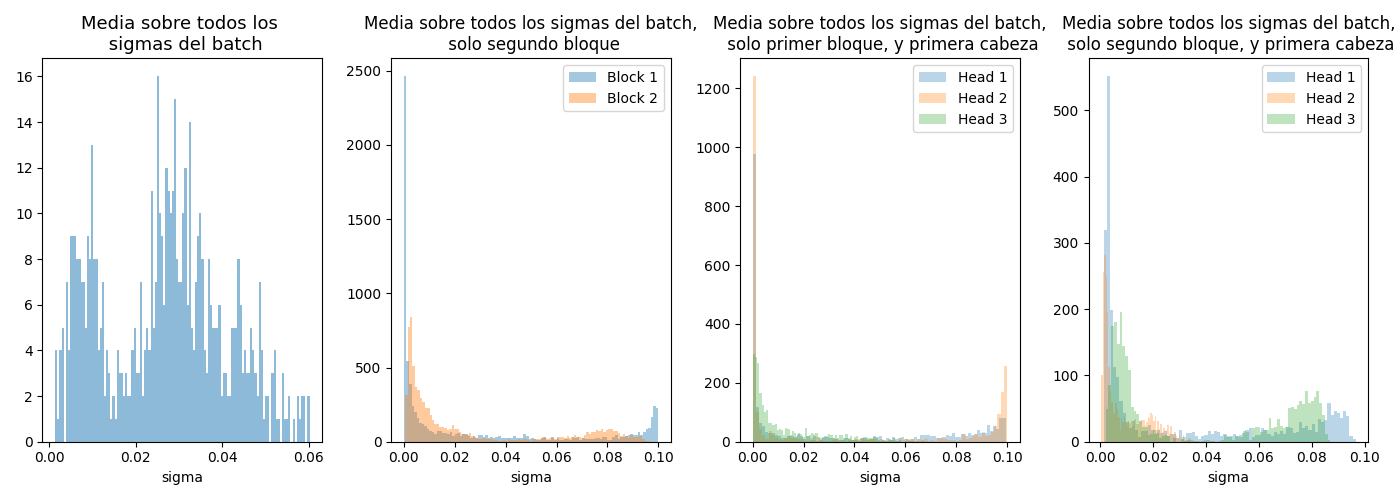 Media sobre todos los
sigmas del batch
16
14
12
10
8
6
4
2
0
0.00
0.02
0.04
0.06
sigma
Media sobre todos los sigmas del batch,
solo segundo bloque
Block 1
Block 2
2500
2000
1500
1000
500
0
0.00
0.02
0.04
0.06
0.08
0.10
sigma
Media sobre todos los sigmas del batch,
solo primer bloque, y primera cabeza
Head 1
Head 2
Head 3
1200
1000
800
600
400
200
0
0.00
0.02
0.04
0.06
0.08
0.10
sigma
Media sobre todos los sigmas del batch,
solo segundo bloque, y primera cabeza
Head 1
Head 2
Head 3
500
400
300
200
100
0
0.00
0.02
0.04
0.06
0.08
0.10
sigma